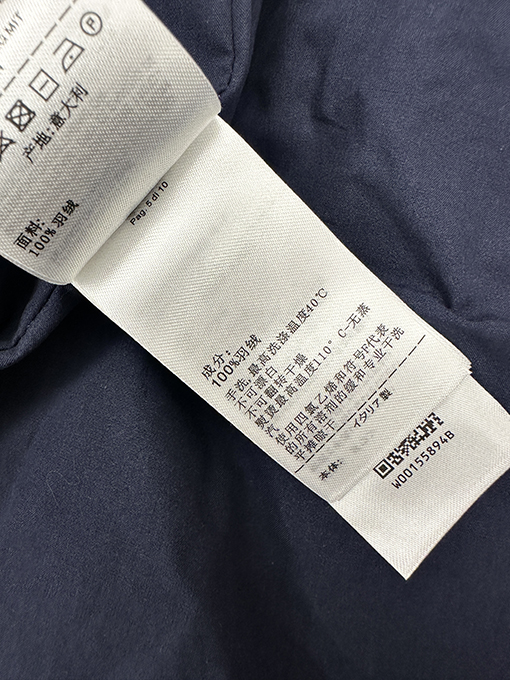 MIT
产地:意大利
面料:
100%羽绒
Pag. 5 di 10
成分:
100%羽绒
手洗,最高洗涤温度40℃
不可漂白
不可翻转干燥
熨烫最高温度110° C-无蒸
汽
使用四氯乙烯和符号F代表
的所有溶剂的缓和专业干洗
平摊晾干
イタリア製
本体:
W00155894B